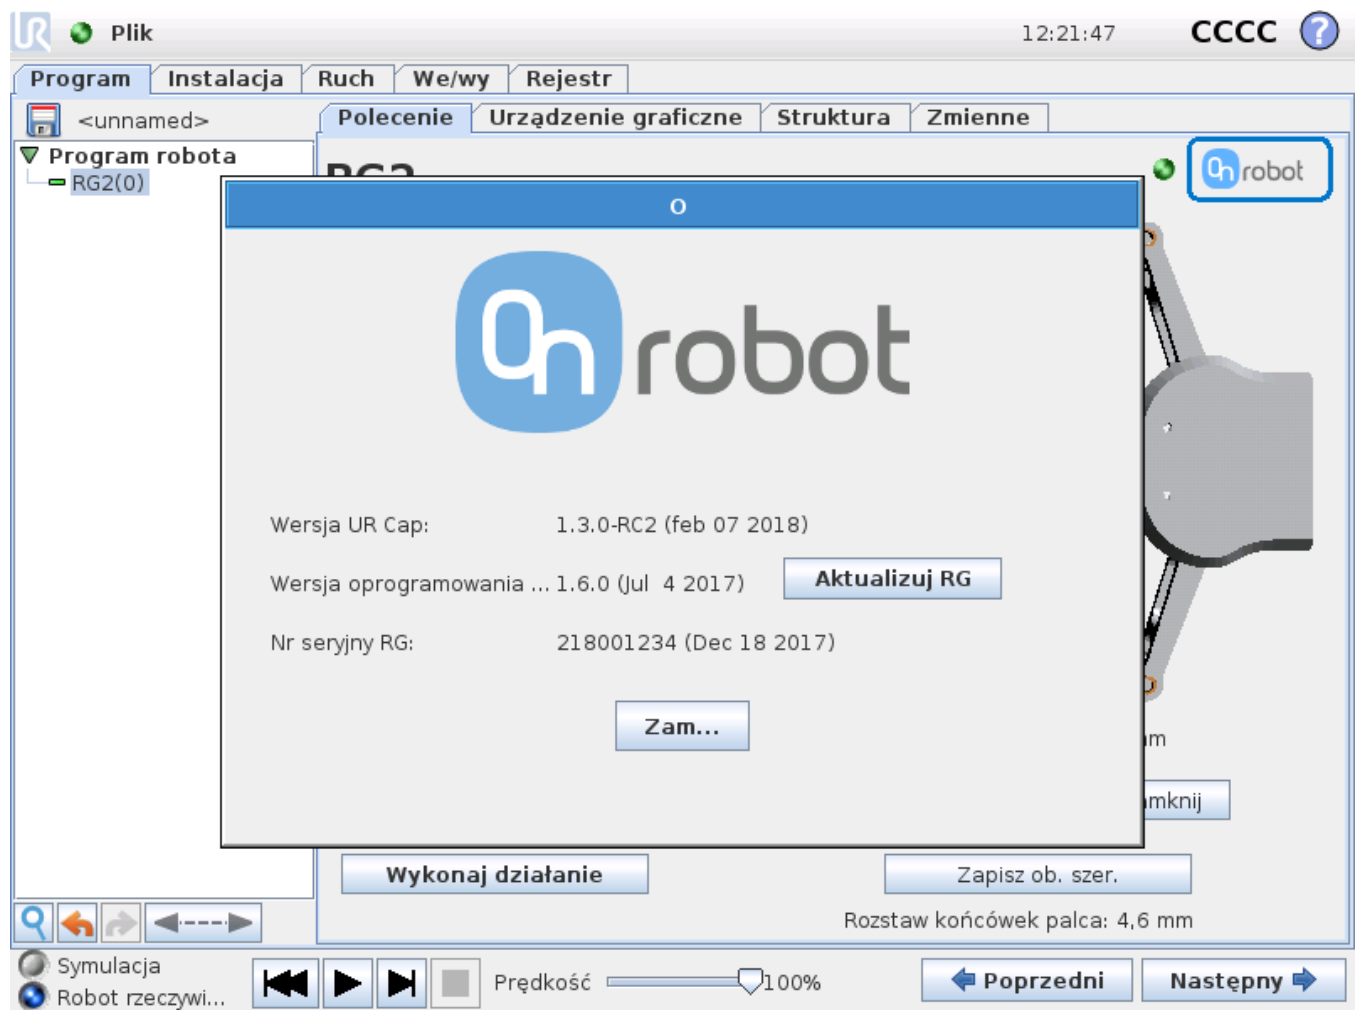 Plik 12:21:47 CCCC ?
Program Instalacja Ruch We/wy Rejestr
<unnamed> Polecenie Urządzenie graficzne Struktura Zmienne
Program robota
RG2 On robot
RG2(0)
O
On robot
Wersja UR Cap: 1.3.0-RC2 (feb 07 2018)
Wersja oprogramowania ... 1.6.0 (Jul 4 2017) Aktualizuj RG
Nr seryjny RG: 218001234 (Dec 18 2017)
Zam...
mknij
Wykonaj działanie Zapisz ob. szer.
Rozstaw końcówek palca: 4,6 mm
Symulacja
Robot rzeczywi... Prędkość 100% Poprzedni Następny